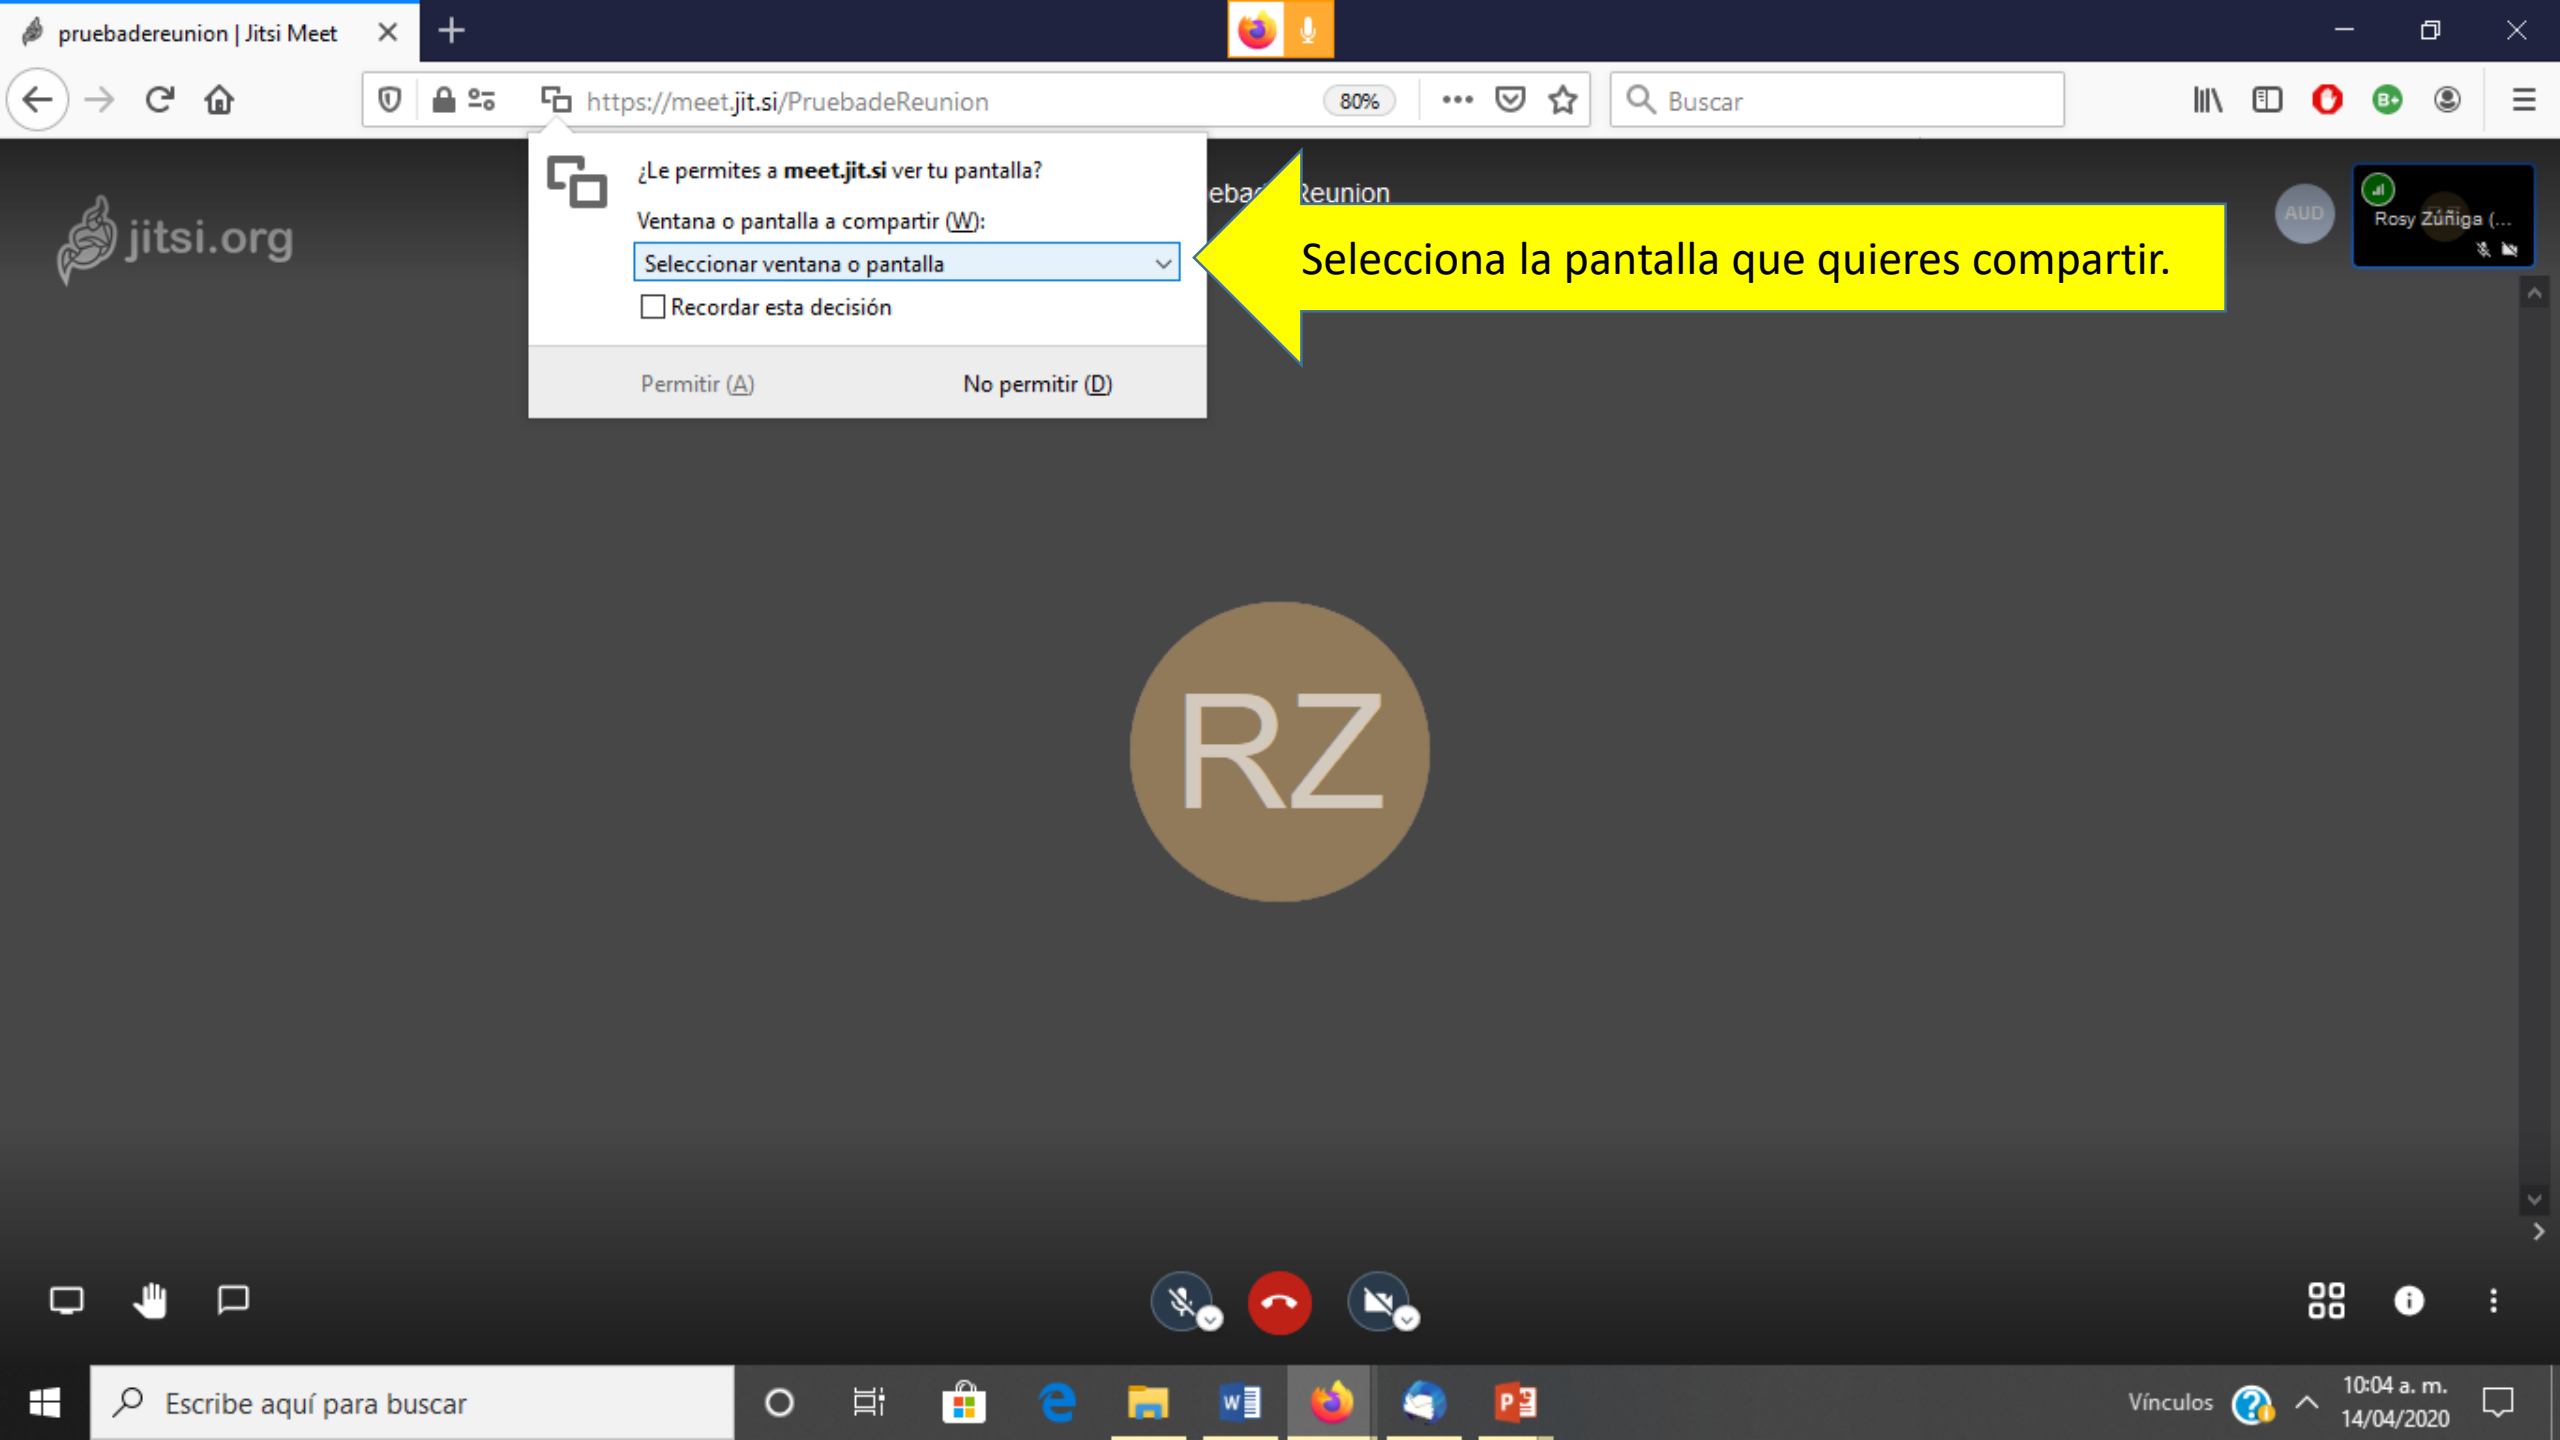 pruebadereunion | Jitsi Meet
https://meet.jit.si/PruebadeReunion
80%
Buscar
¿Le permites a meet.jit.si ver tu pantalla?
Ventana o pantalla a compartir (W):
Seleccionar ventana o pantalla
Recordar esta decisión
Permitir (A)
No permitir (D)
jitsi.org
Reunion
Selecciona la pantalla que quieres compartir.
AUD
Rosy Zúñiga (...
RZ
Escribe aquí para buscar
Vínculos
10:04 a. m.
14/04/2020